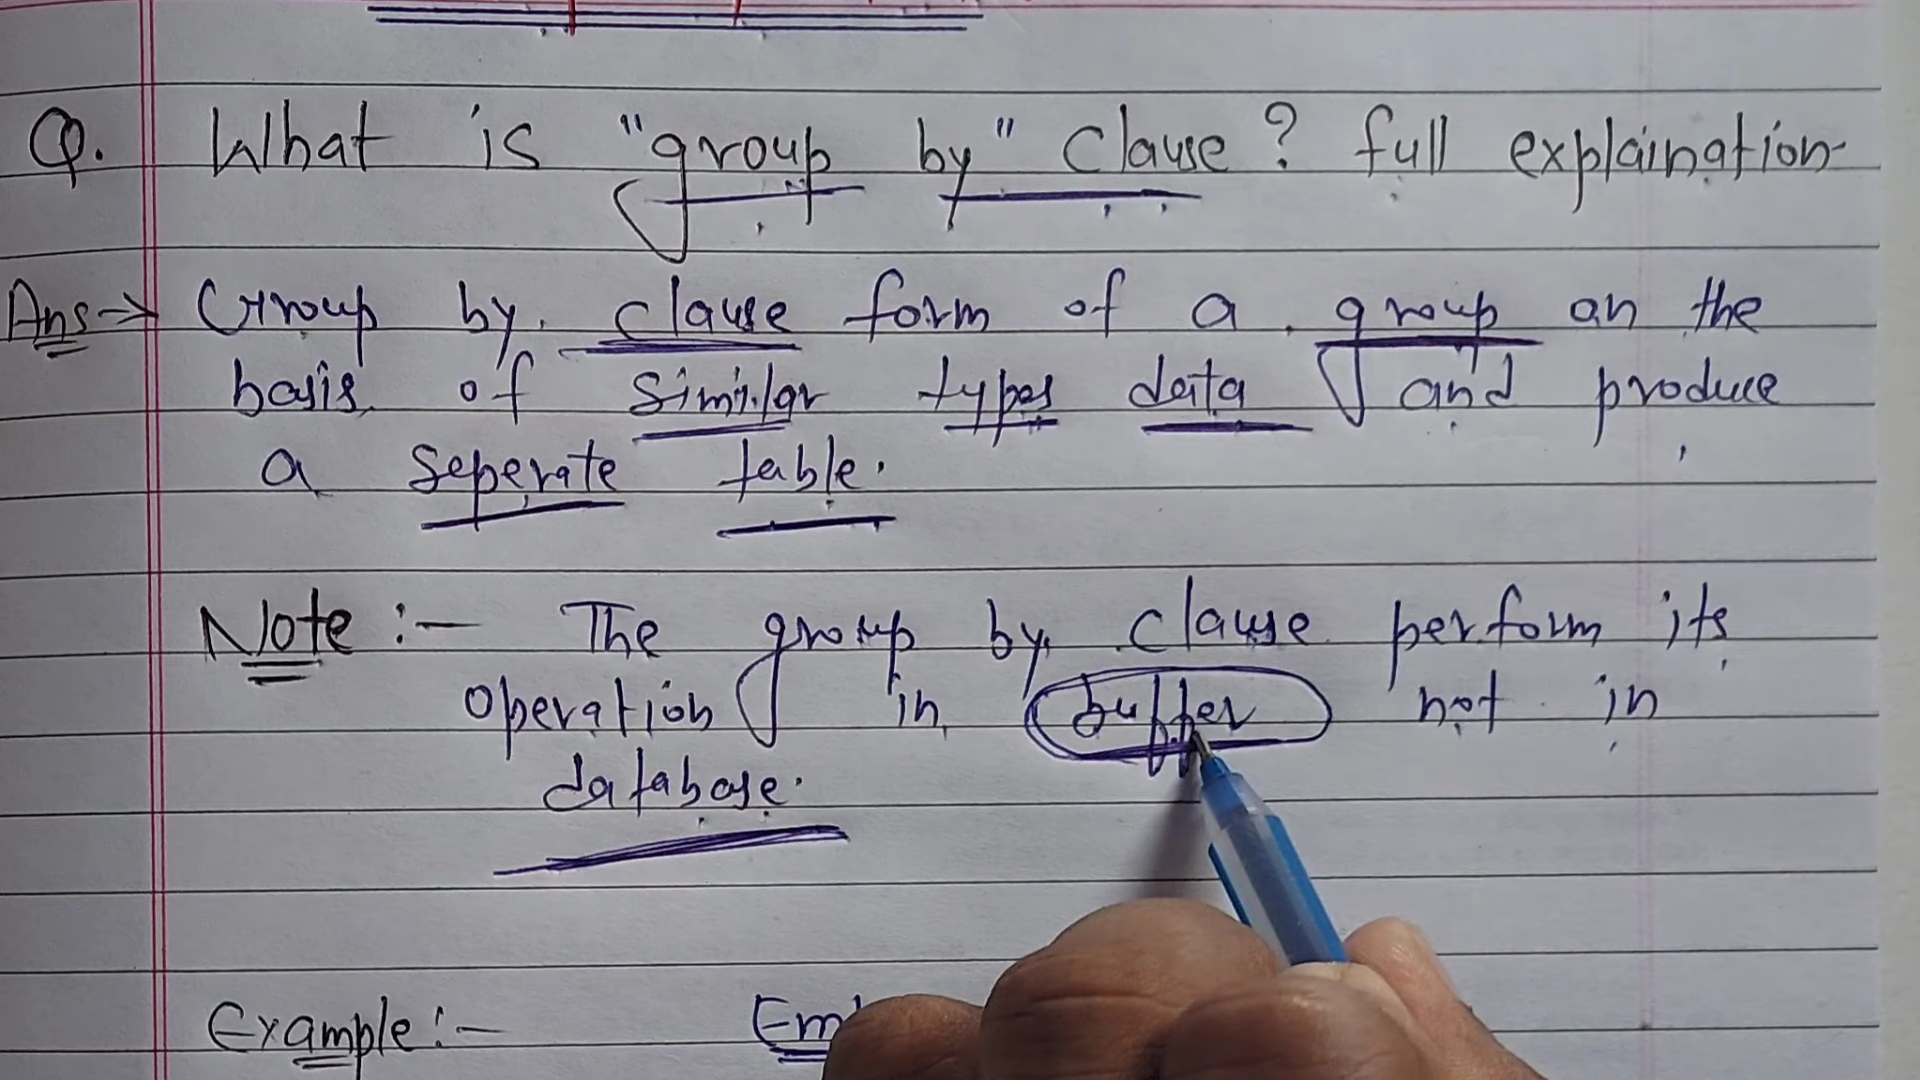 Q. What is "group by" clause? full explaination
Ans→ Group by clause form of a group an the
basis of similar types data and produce
a seperate table.
Note :- The group by clause perform its
operation in buffer not in
database.
Example :-